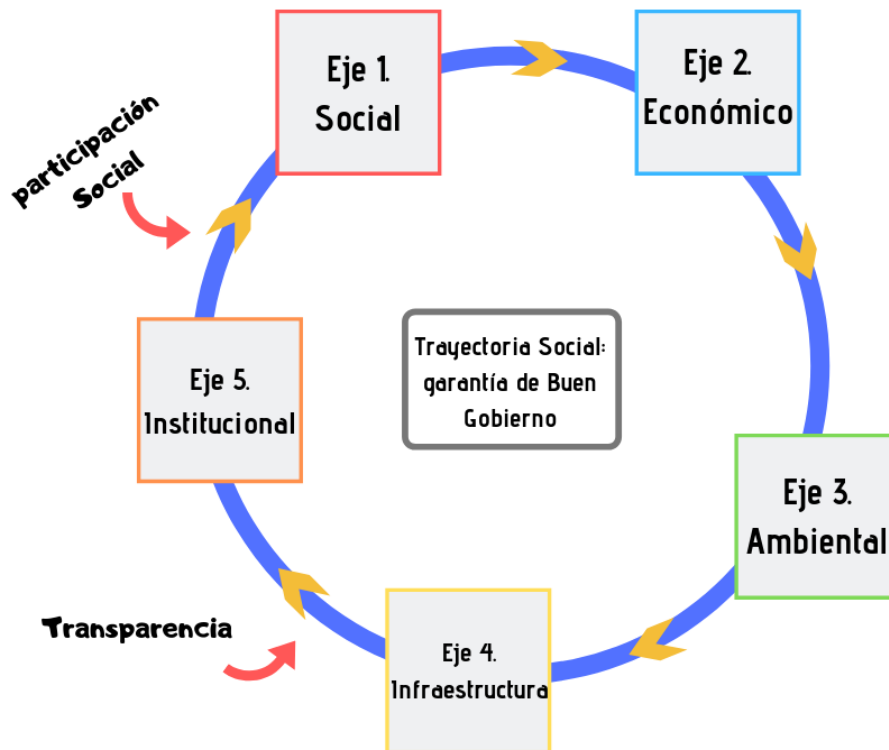 Eje 1.
Social
Eje 2.
Económico
participación
Social
Trayectoria Social:
garantía de Buen
Gobierno
Eje 5.
Institucional
Eje 3.
Ambiental
Transparencia
Eje 4.
Infraestructura